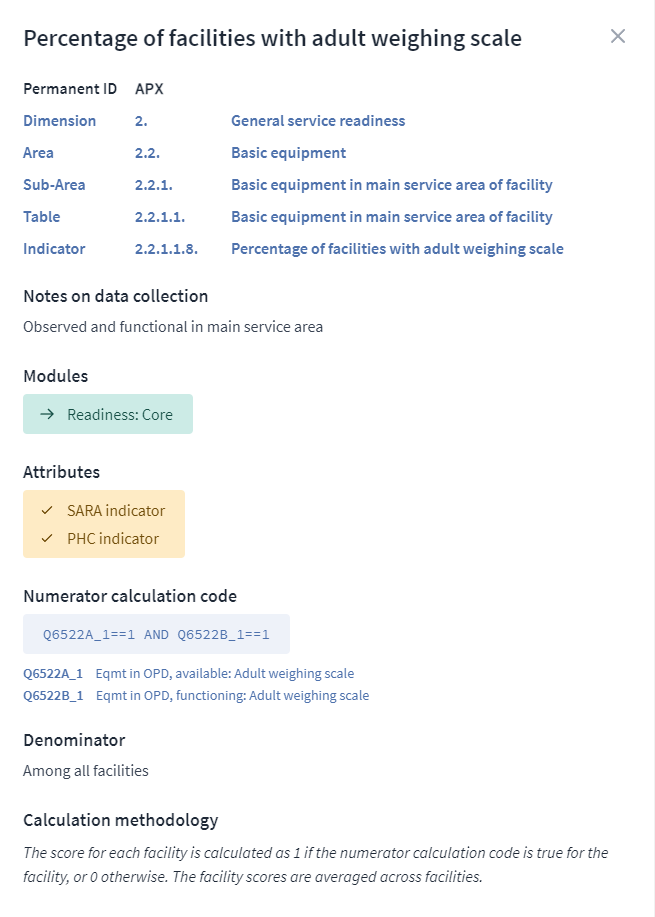 Percentage of facilities with adult weighing scale
Permanent ID APX
Dimension 2. General service readiness
Area 2.2. Basic equipment
Sub-Area 2.2.1. Basic equipment in main service area of facility
Table 2.2.1.1. Basic equipment in main service area of facility
Indicator 2.2.1.1.8. Percentage of facilities with adult weighing scale
Notes on data collection
Observed and functional in main service area
Modules
→ Readiness: Core
Attributes
✓ SARA indicator
✓ PHC indicator
Numerator calculation code
Q6522A_1==1 AND Q6522B_1==1
Q6522A_1 Eqmt in OPD, available: Adult weighing scale
Q6522B_1 Eqmt in OPD, functioning: Adult weighing scale
Denominator
Among all facilities
Calculation methodology
The score for each facility is calculated as 1 if the numerator calculation code is true for the
facility, or 0 otherwise. The facility scores are averaged across facilities.